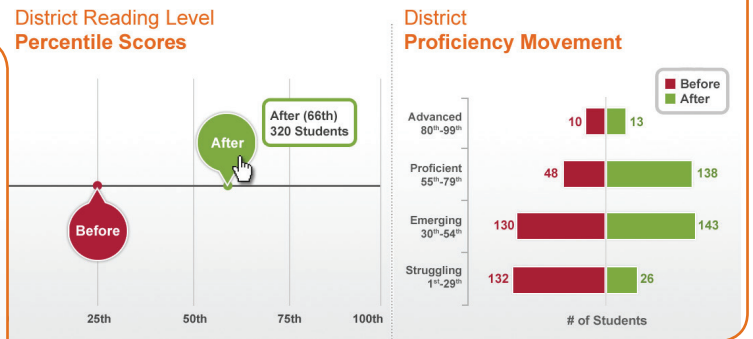 District Reading Level
Percentile Scores
After (66th)
320 Students
After
Before
25th
50th
75th
100th
District
Proficiency Movement
Before
After
Advanced
80th-99th
10
13
Proficient
55th-79th
48
138
Emerging
30th-54th
130
143
Struggling
1st-29th
132
26
# of Students